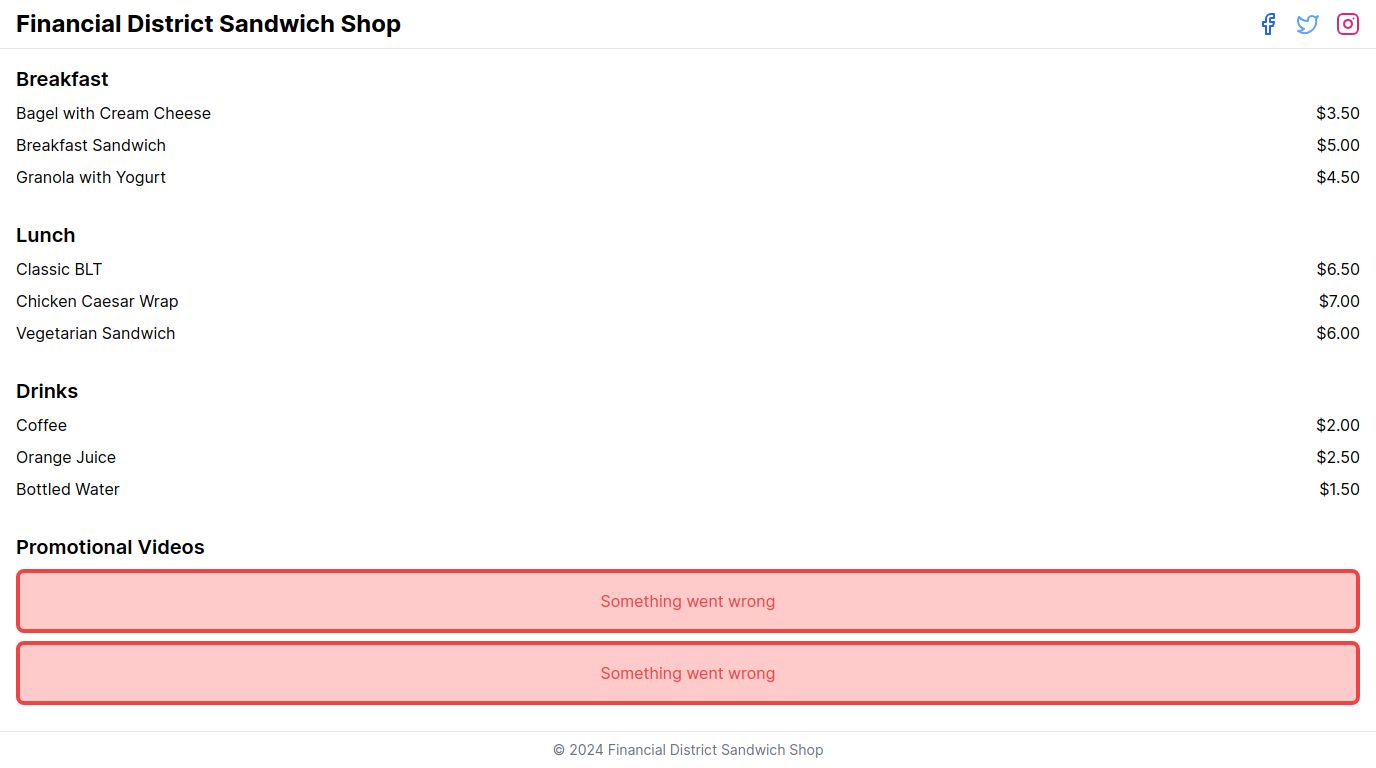 Financial District Sandwich Shop
Breakfast
Bagel with Cream Cheese $3.50
Breakfast Sandwich $5.00
Granola with Yogurt $4.50
Lunch
Classic BLT $6.50
Chicken Caesar Wrap $7.00
Vegetarian Sandwich $6.00
Drinks
Coffee $2.00
Orange Juice $2.50
Bottled Water $1.50
Promotional Videos
Something went wrong
Something went wrong
© 2024 Financial District Sandwich Shop